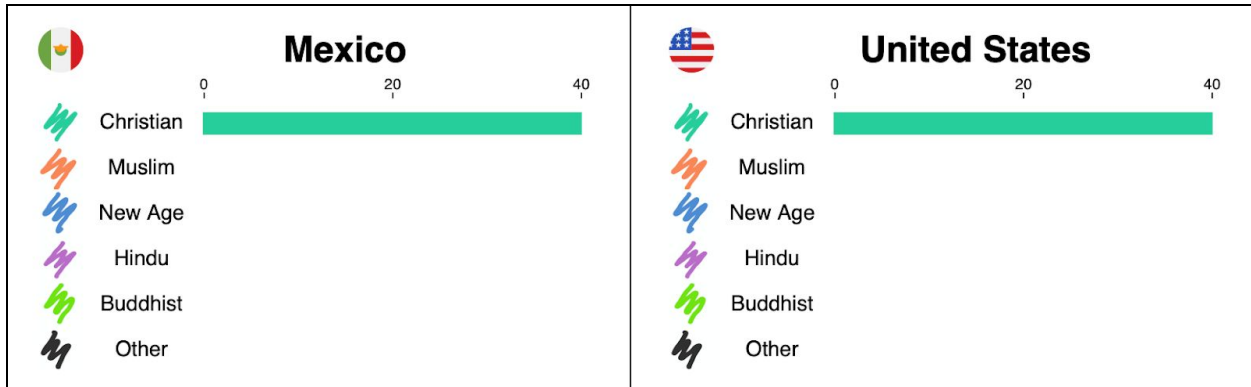 Mexico
0 20 40
Christian
Muslim
New Age
Hindu
Buddhist
Other
United States
0 20 40
Christian
Muslim
New Age
Hindu
Buddhist
Other